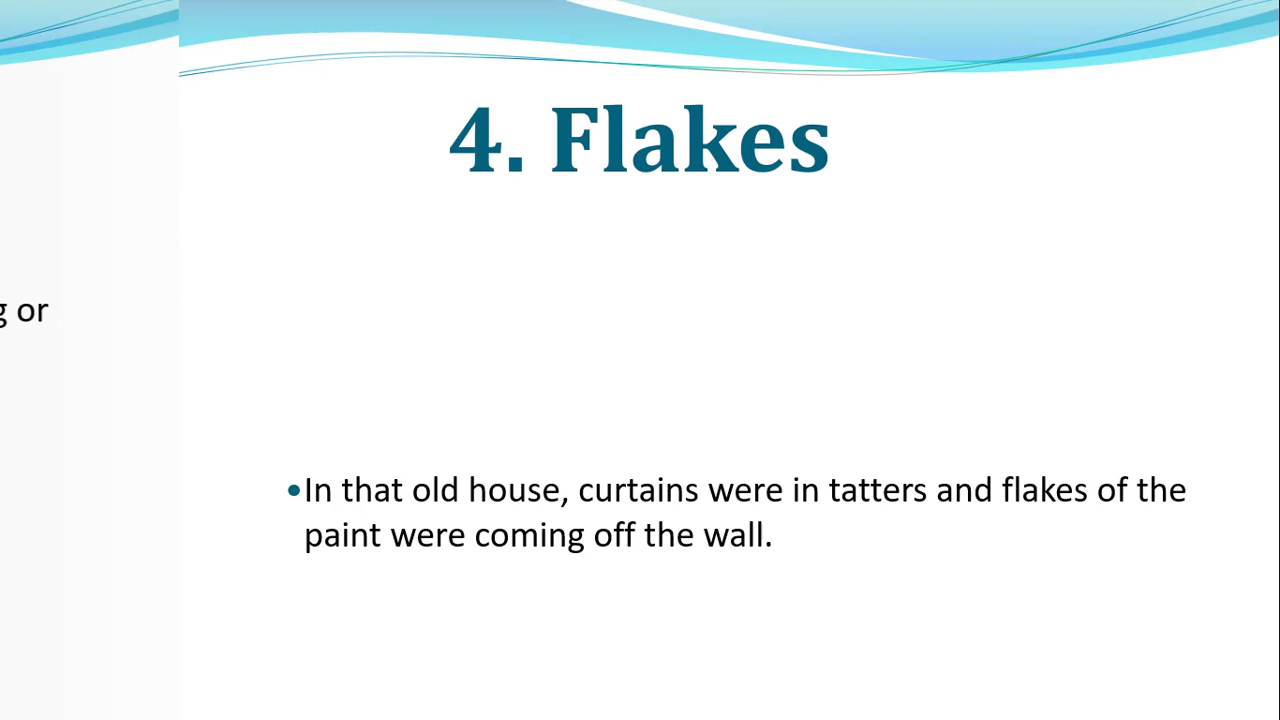 4. Flakes
or
•In that old house, curtains were in tatters and flakes of the
paint were coming off the wall.